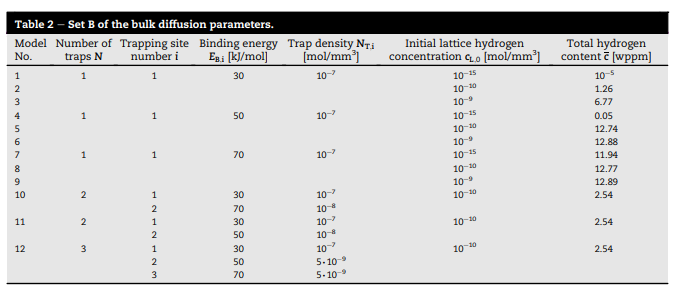 Table 2 – Set B of the bulk diffusion parameters.
Model Number of Trapping site Binding energy Trap density N_T,i Initial lattice hydrogen Total hydrogen
No. traps N number i E_B,i [kJ/mol] [mol/mm³] concentration c_L,0 [mol/mm³] content c̅ [wppm]
1 1 1 30 10⁻⁷ 10⁻¹⁵ 10⁻⁵
2 10⁻¹⁰ 1.26
3 10⁻⁹ 6.77
4 1 1 50 10⁻⁷ 10⁻¹⁵ 0.05
5 10⁻¹⁰ 12.74
6 10⁻⁹ 12.88
7 1 1 70 10⁻⁷ 10⁻¹⁵ 11.94
8 10⁻¹⁰ 12.77
9 10⁻⁹ 12.89
10 2 1 30 10⁻⁷ 10⁻¹⁰ 2.54
2 70 10⁻⁸
11 2 1 30 10⁻⁷ 10⁻¹⁰ 2.54
2 50 10⁻⁸
12 3 1 30 10⁻⁷ 10⁻¹⁰ 2.54
2 50 5·10⁻⁹
3 70 5·10⁻⁹